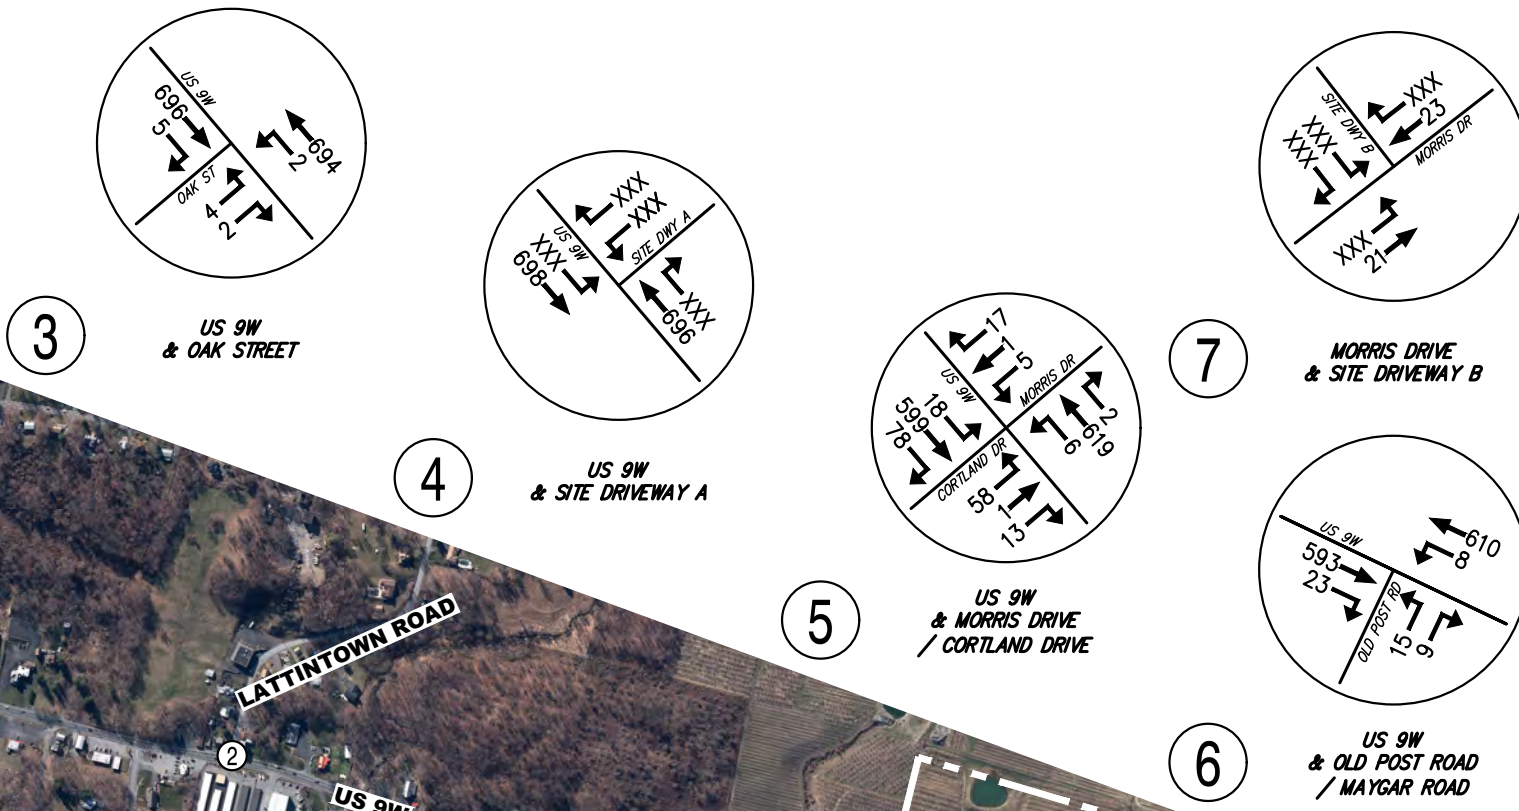 US 9W
696
5
694
2
OAK ST
4
2
3
US 9W
& OAK STREET
XXX
XXX
US 9W
SITE DWY A
XXX
698
XXX
696
4
US 9W
& SITE DRIVEWAY A
17
1
5
US 9W
MORRIS DR
18
599
78
2
619
6
CORTLAND DR
58
1
13
5
US 9W
& MORRIS DRIVE
/ CORTLAND DRIVE
XXX
23
SITE DWY B
MORRIS DR
XXX
XXX
XXX
21
7
MORRIS DRIVE
& SITE DRIVEWAY B
US 9W
610
8
593
23
OLD POST RD
15
9
6
US 9W
& OLD POST ROAD
/ MAYGAR ROAD
LATTINTOWN ROAD
2
US 9W